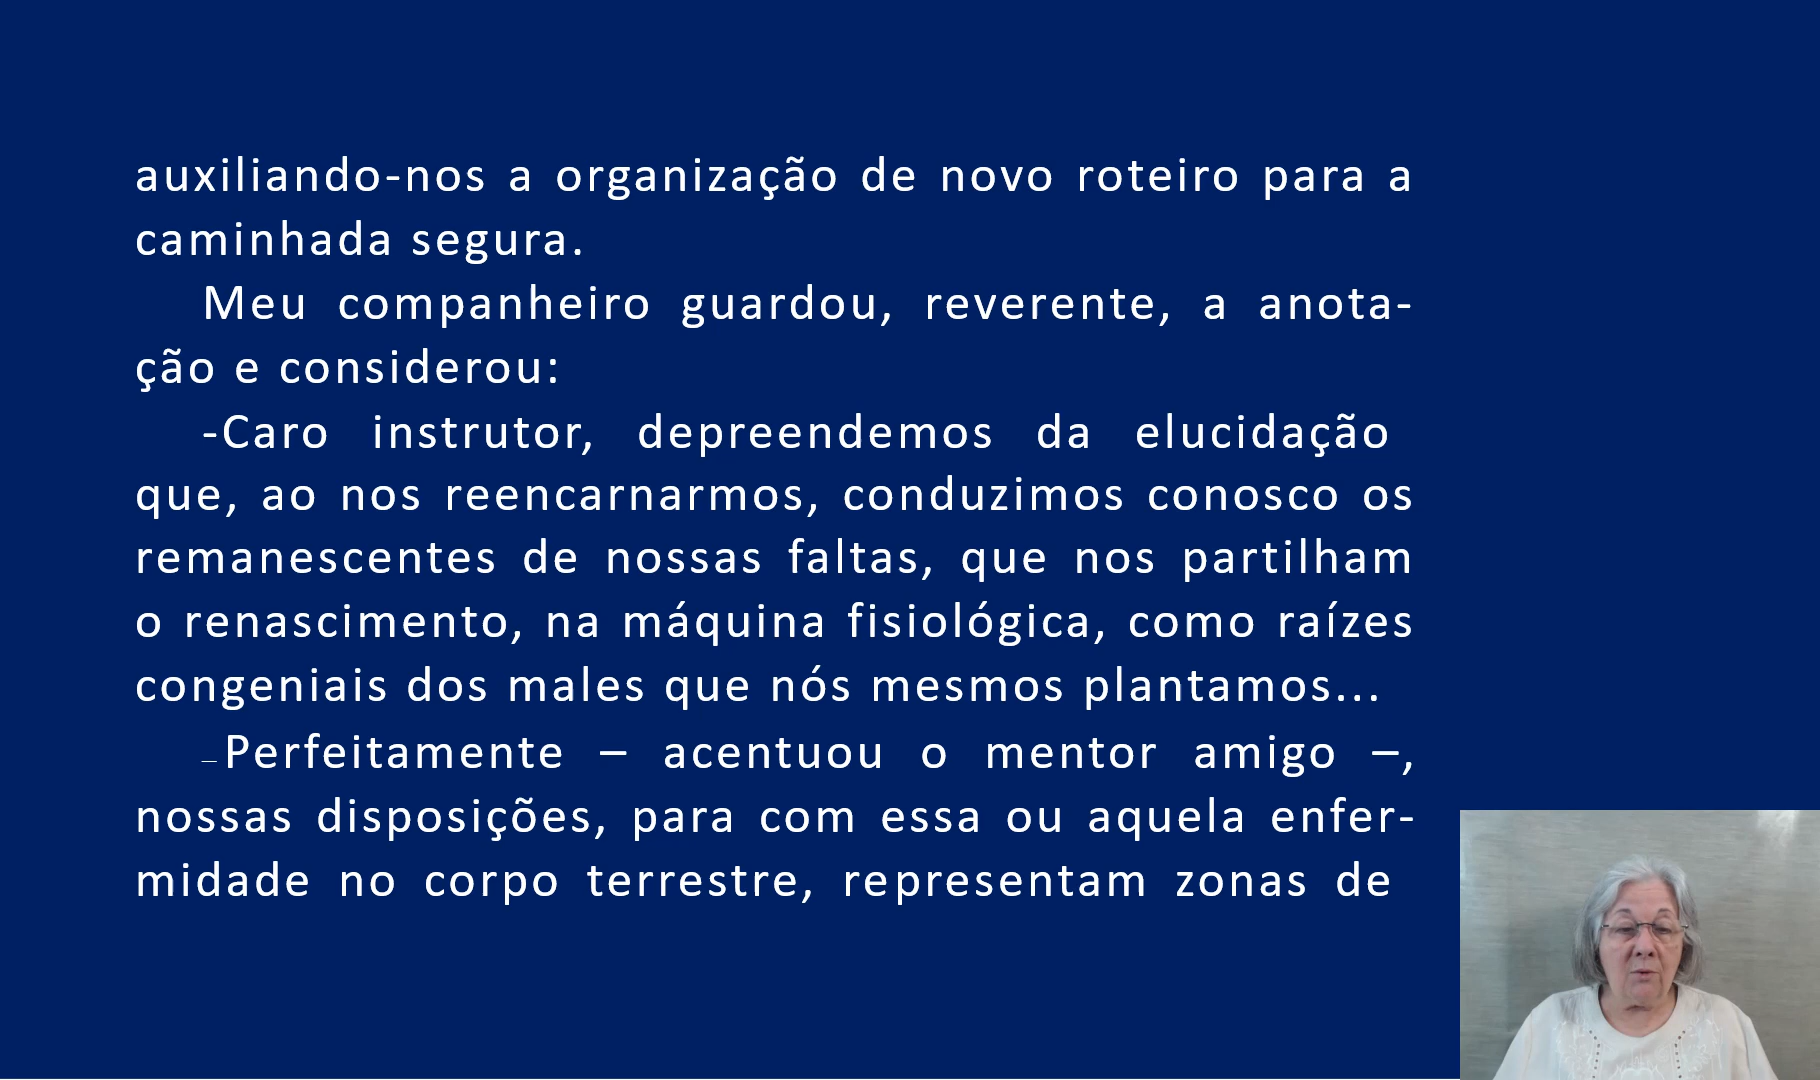 auxiliando-nos a organização de novo roteiro para a
caminhada segura.
Meu companheiro guardou, reverente, a anota-
ção e considerou:
-Caro instrutor, depreendemos da elucidação
que, ao nos reencarnarmos, conduzimos conosco os
remanescentes de nossas faltas, que nos partilham
o renascimento, na máquina fisiológica, como raízes
congeniais dos males que nós mesmos plantamos...
–Perfeitamente – acentuou o mentor amigo –,
nossas disposições, para com essa ou aquela enfer-
midade no corpo terrestre, representam zonas de